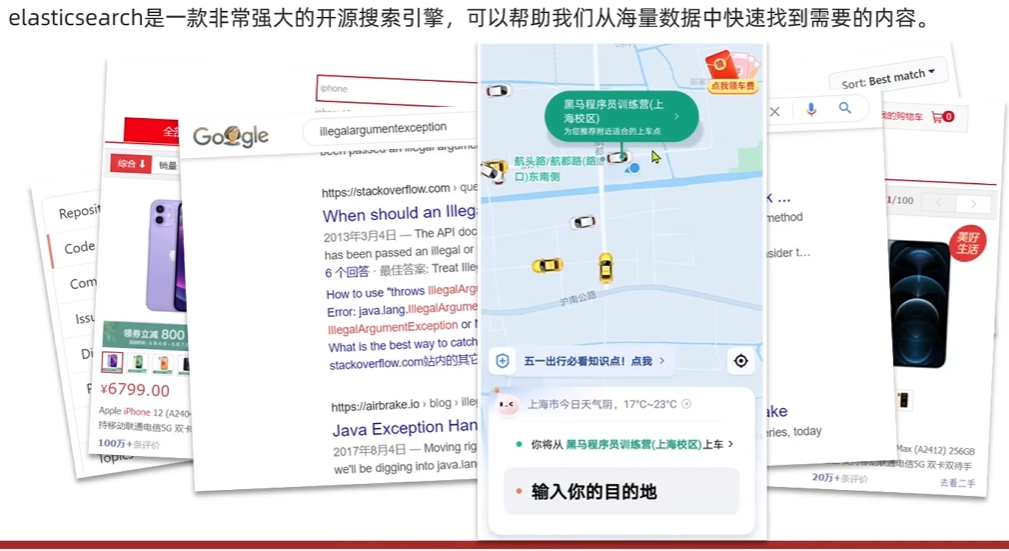 elasticsearch是一款非常强大的开源搜索引擎，可以帮助我们从海量数据中快速找到需要的内容。
Sort: Best match
iphone
点我领车费
黑马程序员训练营(上
海校区)
为您推荐附近适合的上车点
的购物车
0
Google
illegalargumentexception
综合
销量
航头路/航都路(路
口)东南侧
https://stackoverflow.com › que
1/100
When should an Illeg
k ...
2013年3月4日 — The API doc
method
美好
生活
has been passed an illegal or
sider t...
Code
6 个回答 · 最佳答案: Treat Ille
Com
How to use "throws IllegalArgu
沪南公路
Error: java.lang.IllegalArgum
Issu
IllegalArgumentException or N
领券立减 800
What is the best way to catch
stackoverflow.com站内的其它
五一出行必看知识点！点我
¥6799.00
上海市今日天气阴，17°C~23°C
https://airbrake.io › blog › ille
Apple iPhone 12 (A240
持移动联通电信5G 双卡
Java Exception Han
ake
100万+条评价
你将从 黑马程序员训练营(上海校区)上车
eries, today
2017年8月4日 — Moving rig
Max (A2412) 256GB
we'll be digging into java.lan
联通电信5G 双卡双待手
20万+条评价
去看二手
Topics
输入你的目的地